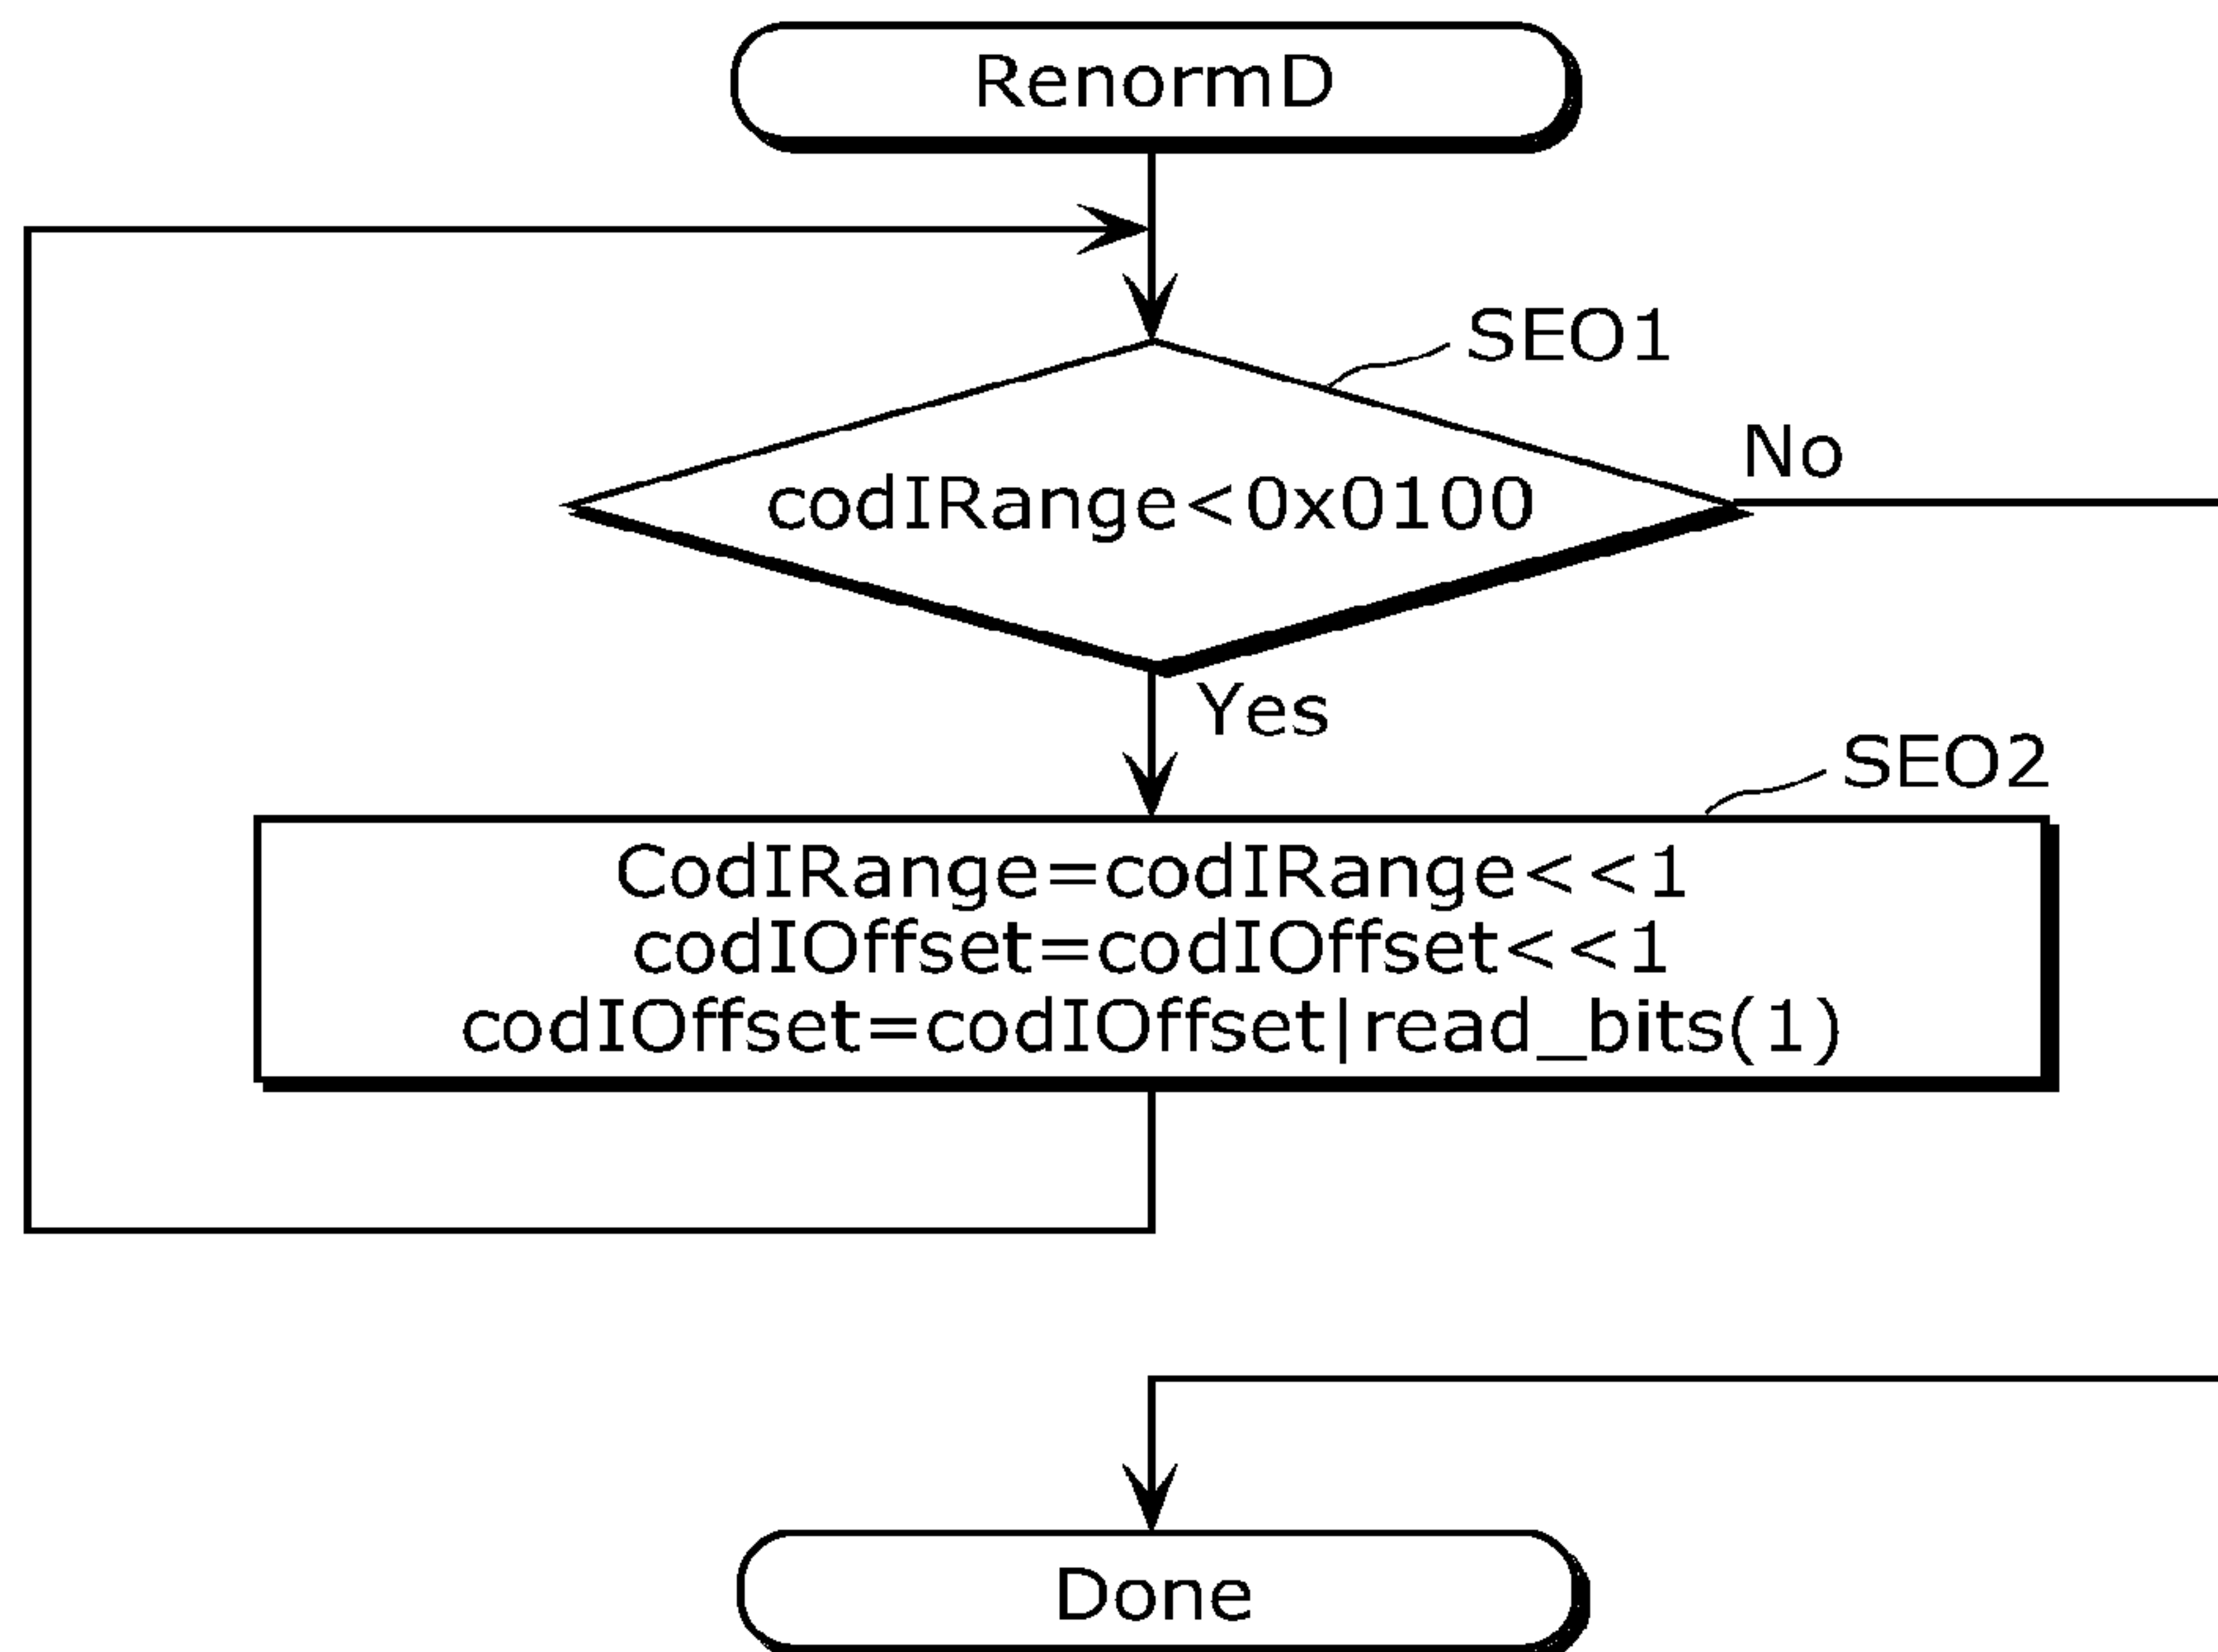 RenormD
SEO1
No
codIRange<0x0100
Yes
SEO2
CodIRange=codIRange<<1
codIOffset=codIOffset<<1
codIOffset=codIOffset|read_bits(1)
Done